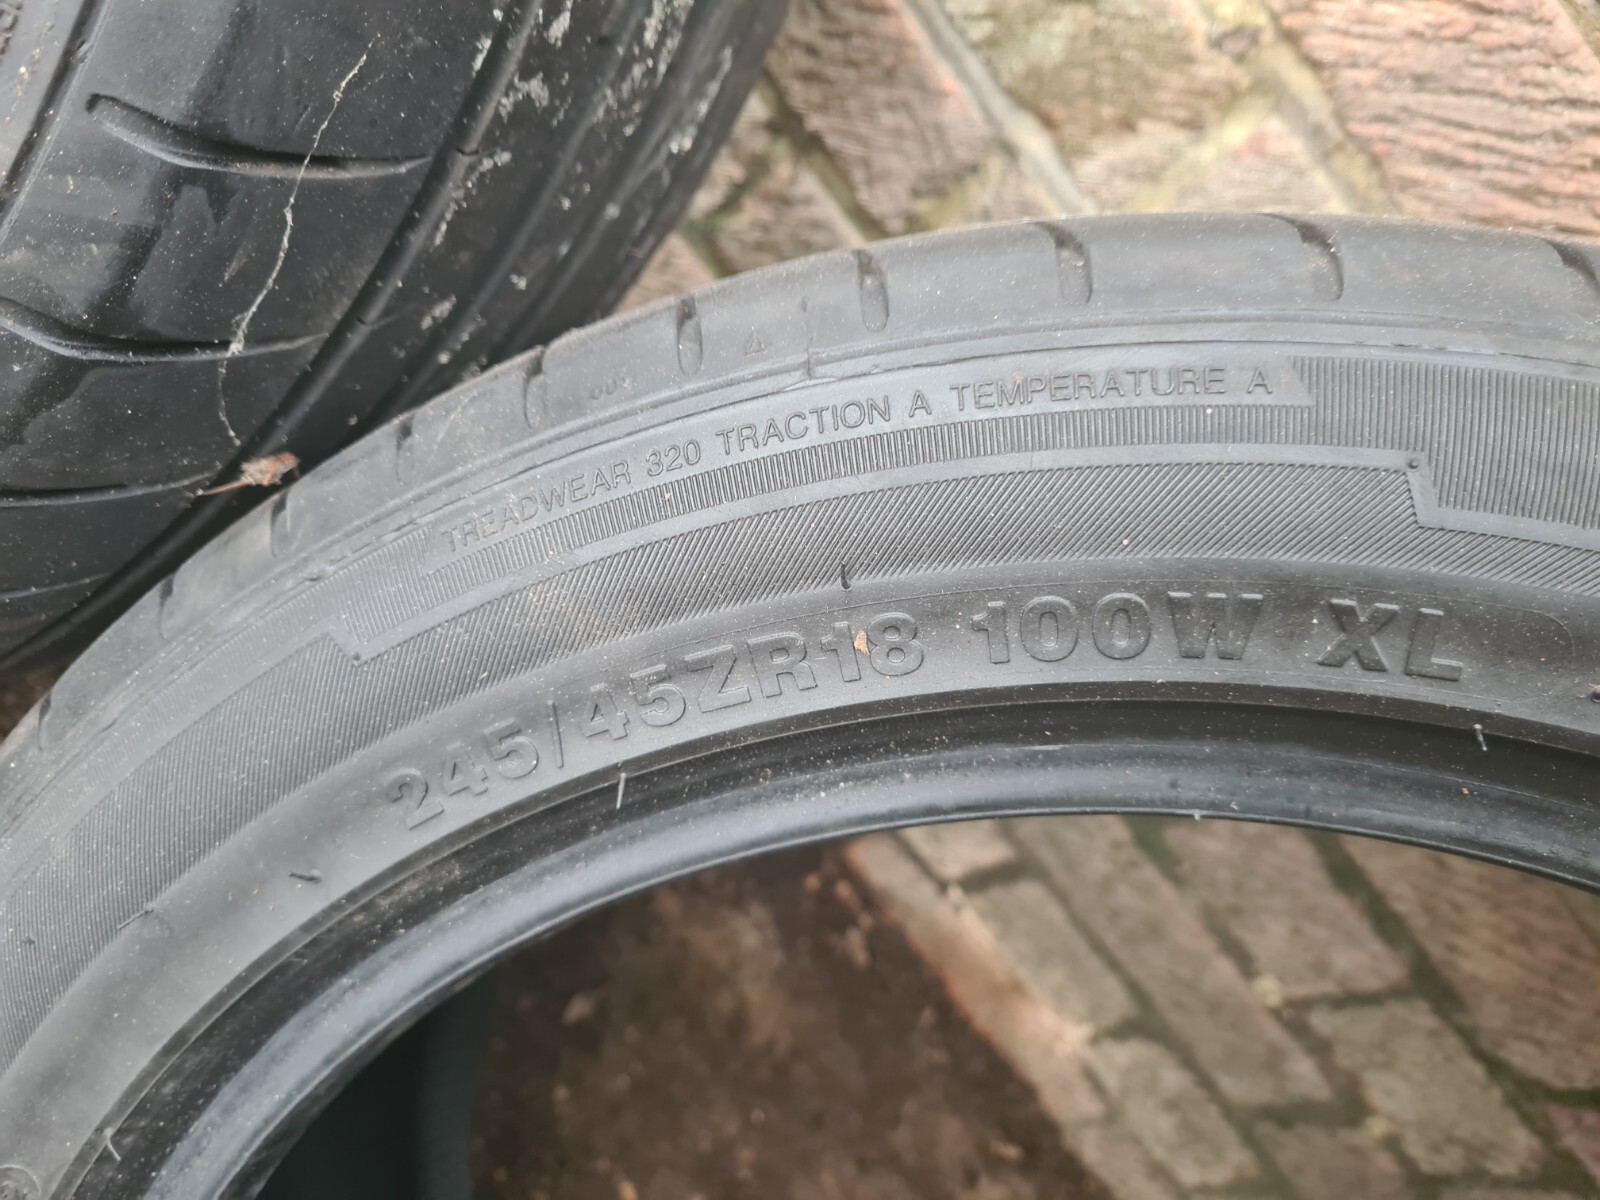 TREADWEAR 320 TRACTION A TEMPERATURE A
245/45ZR18 100W XL